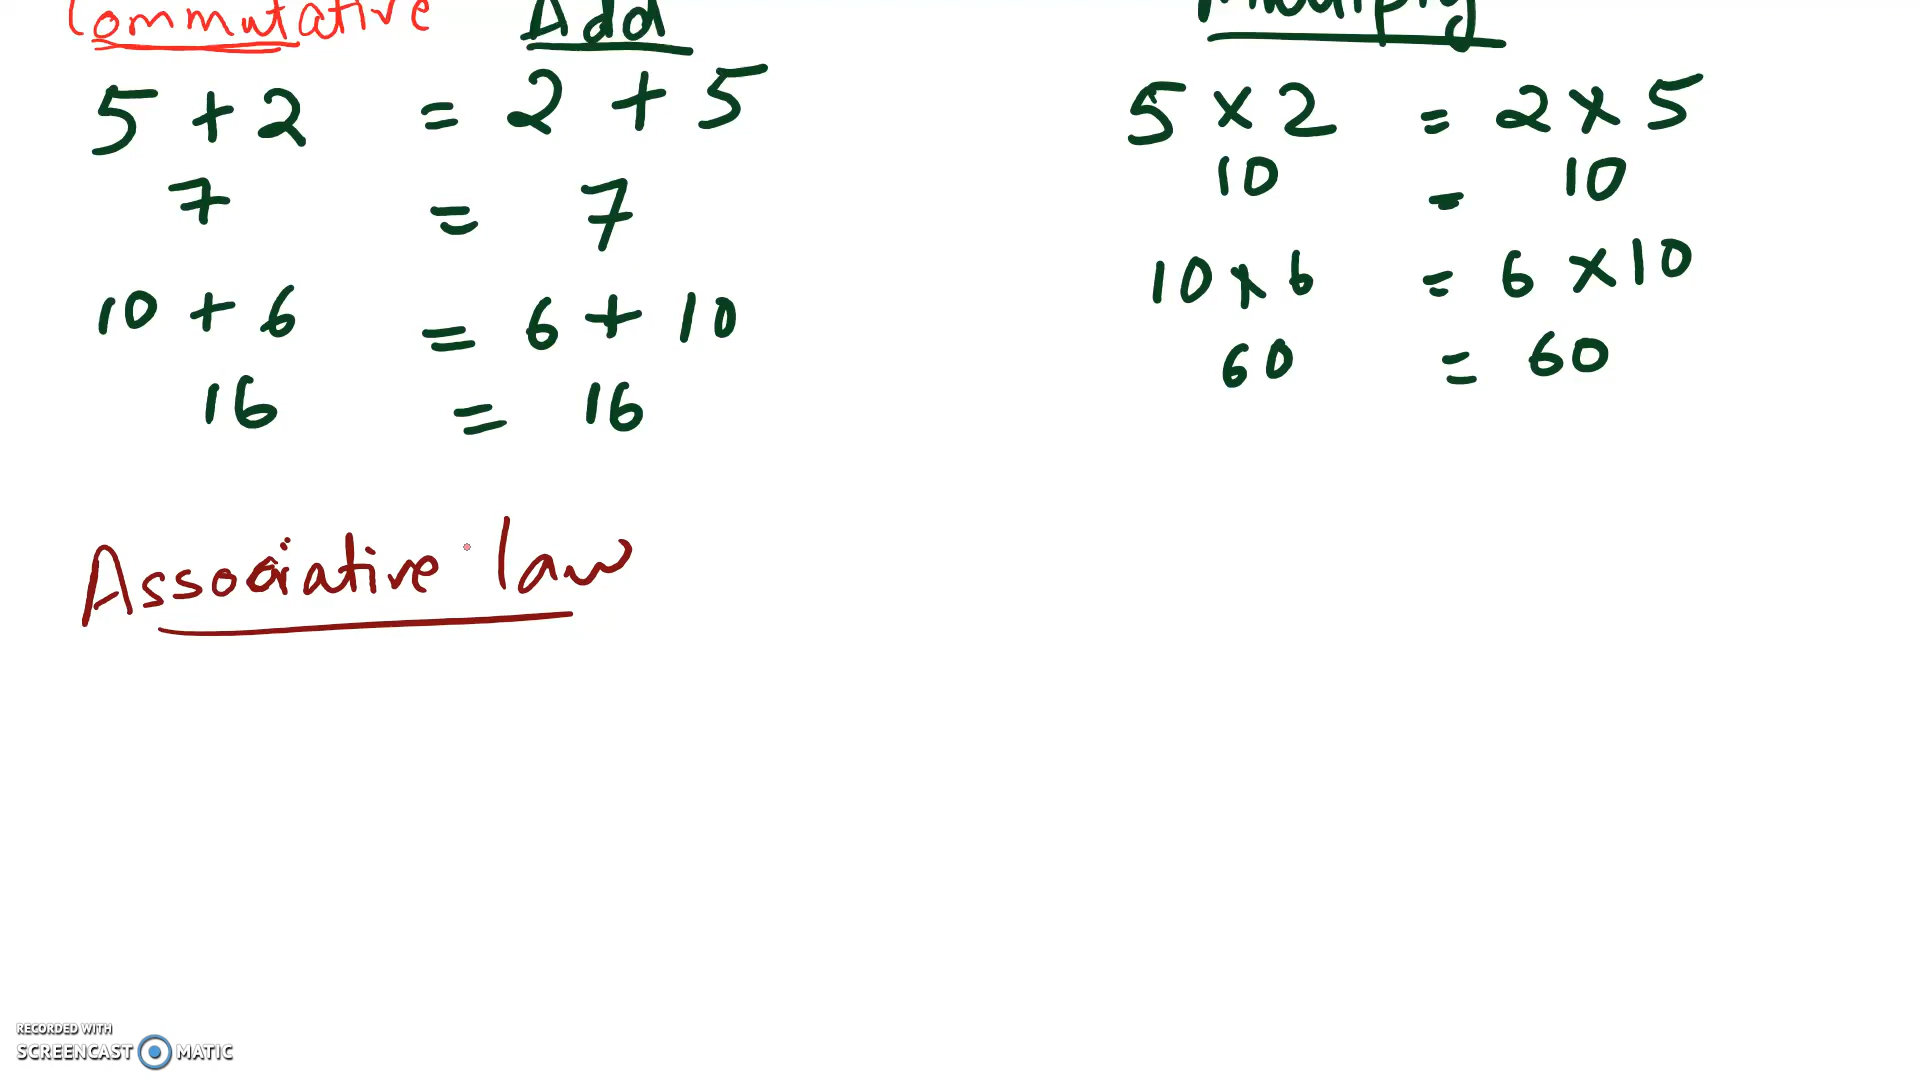 Commutative Add
5 + 2 = 2 + 5
7 = 7
10 + 6 = 6 + 10
16 = 16
Multiply
5 × 2 = 2 × 5
10 = 10
10 × 6 = 6 × 10
60 = 60
Associative law
RECORDED WITH
SCREENCAST MATIC